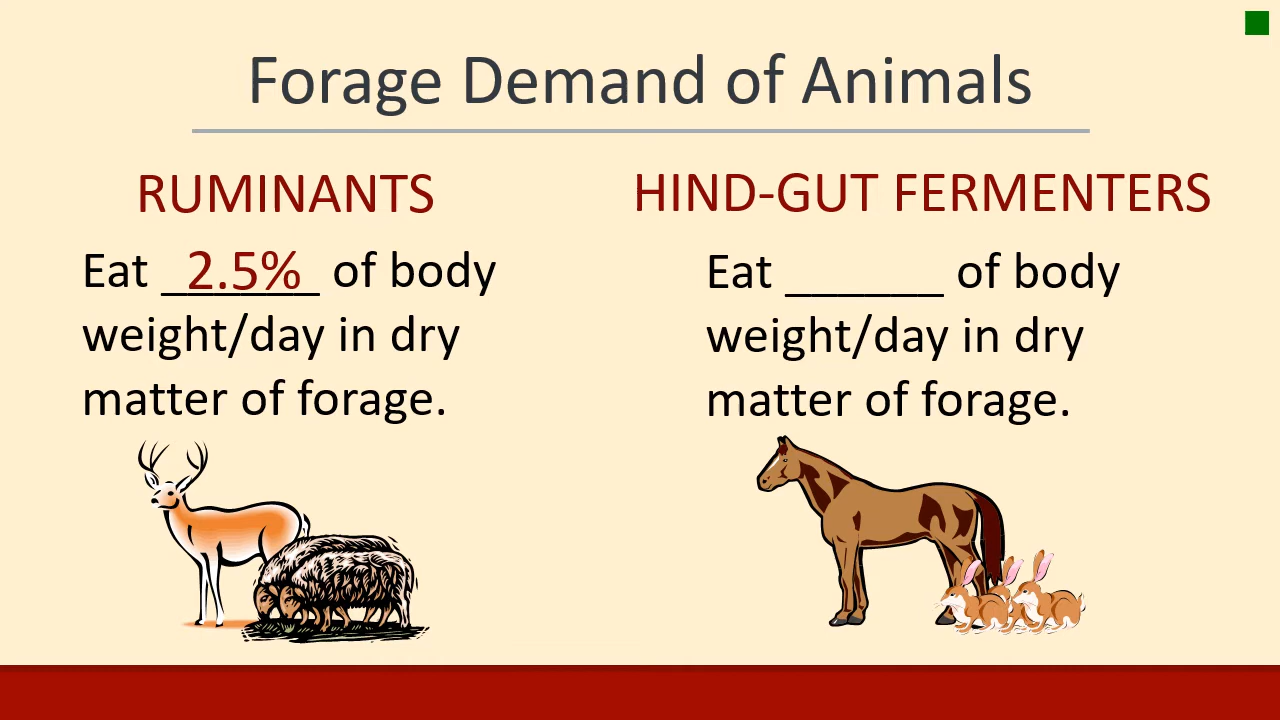 Forage Demand of Animals
RUMINANTS
Eat 2.5% of body
weight/day in dry
matter of forage.
HIND-GUT FERMENTERS
Eat ______ of body
weight/day in dry
matter of forage.